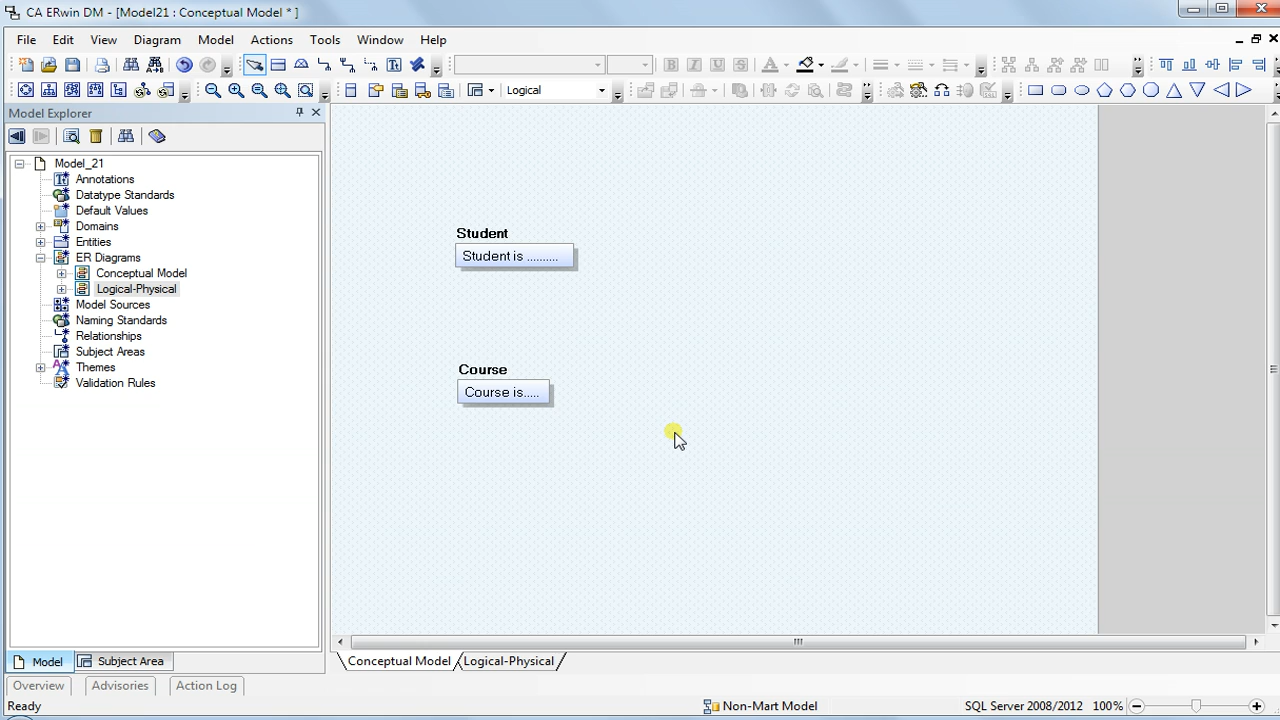 CA ERwin DM - [Model21 : Conceptual Model * ]
File Edit View Diagram Model Actions Tools Window Help
Logical
Model Explorer
Model_21
Annotations
Datatype Standards
Default Values
Domains
Entities
ER Diagrams
Conceptual Model
Logical-Physical
Model Sources
Naming Standards
Relationships
Subject Areas
Themes
Validation Rules
Student
Student is ..........
Course
Course is.....
Model Subject Area
Conceptual Model Logical-Physical
Overview Advisories Action Log
Ready Non-Mart Model SQL Server 2008/2012 100%